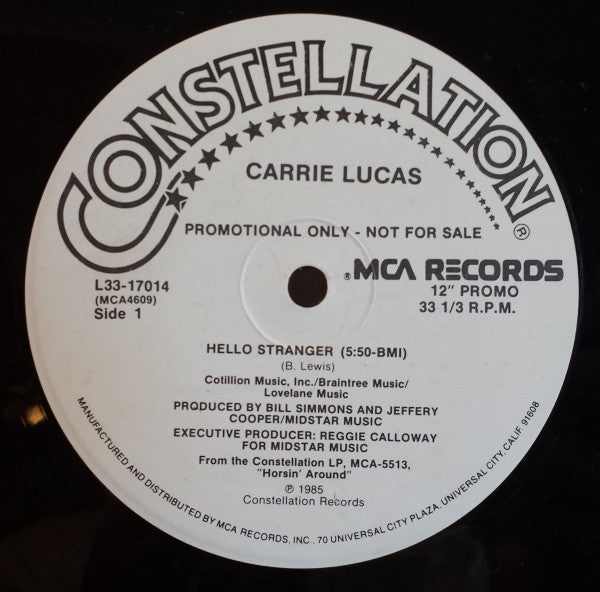 CONSTELLATION®
CARRIE LUCAS
PROMOTIONAL ONLY - NOT FOR SALE
L33-17014
(MCA4609)
Side 1
®MCA RECORDS
12" PROMO
33 1/3 R.P.M.
HELLO STRANGER (5:50-BMI)
(B. Lewis)
Cotillion Music, Inc./Braintree Music/
Lovelane Music
PRODUCED BY BILL SIMMONS AND JEFFERY
COOPER/MIDSTAR MUSIC
EXECUTIVE PRODUCER: REGGIE CALLOWAY
FOR MIDSTAR MUSIC
From the Constellation LP, MCA-5513,
"Horsin' Around"
℗ 1985
Constellation Records
MANUFACTURED AND DISTRIBUTED BY MCA RECORDS, INC., 70 UNIVERSAL CITY PLAZA, UNIVERSAL CITY, CALIF. 91608